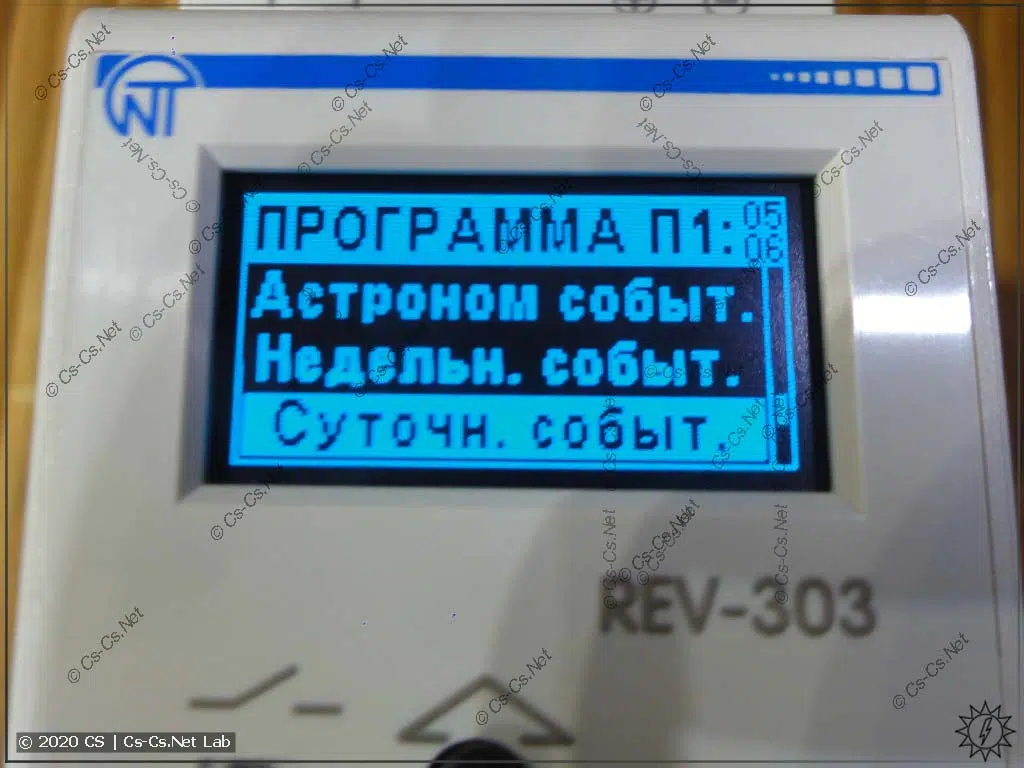 NT
ПРОГРАММА П1: 05
06
Астроном событ.
Недельн. событ.
Суточн. событ.
REV-303
© 2020 CS | Cs-Cs.Net Lab
© Cs-Cs.Net